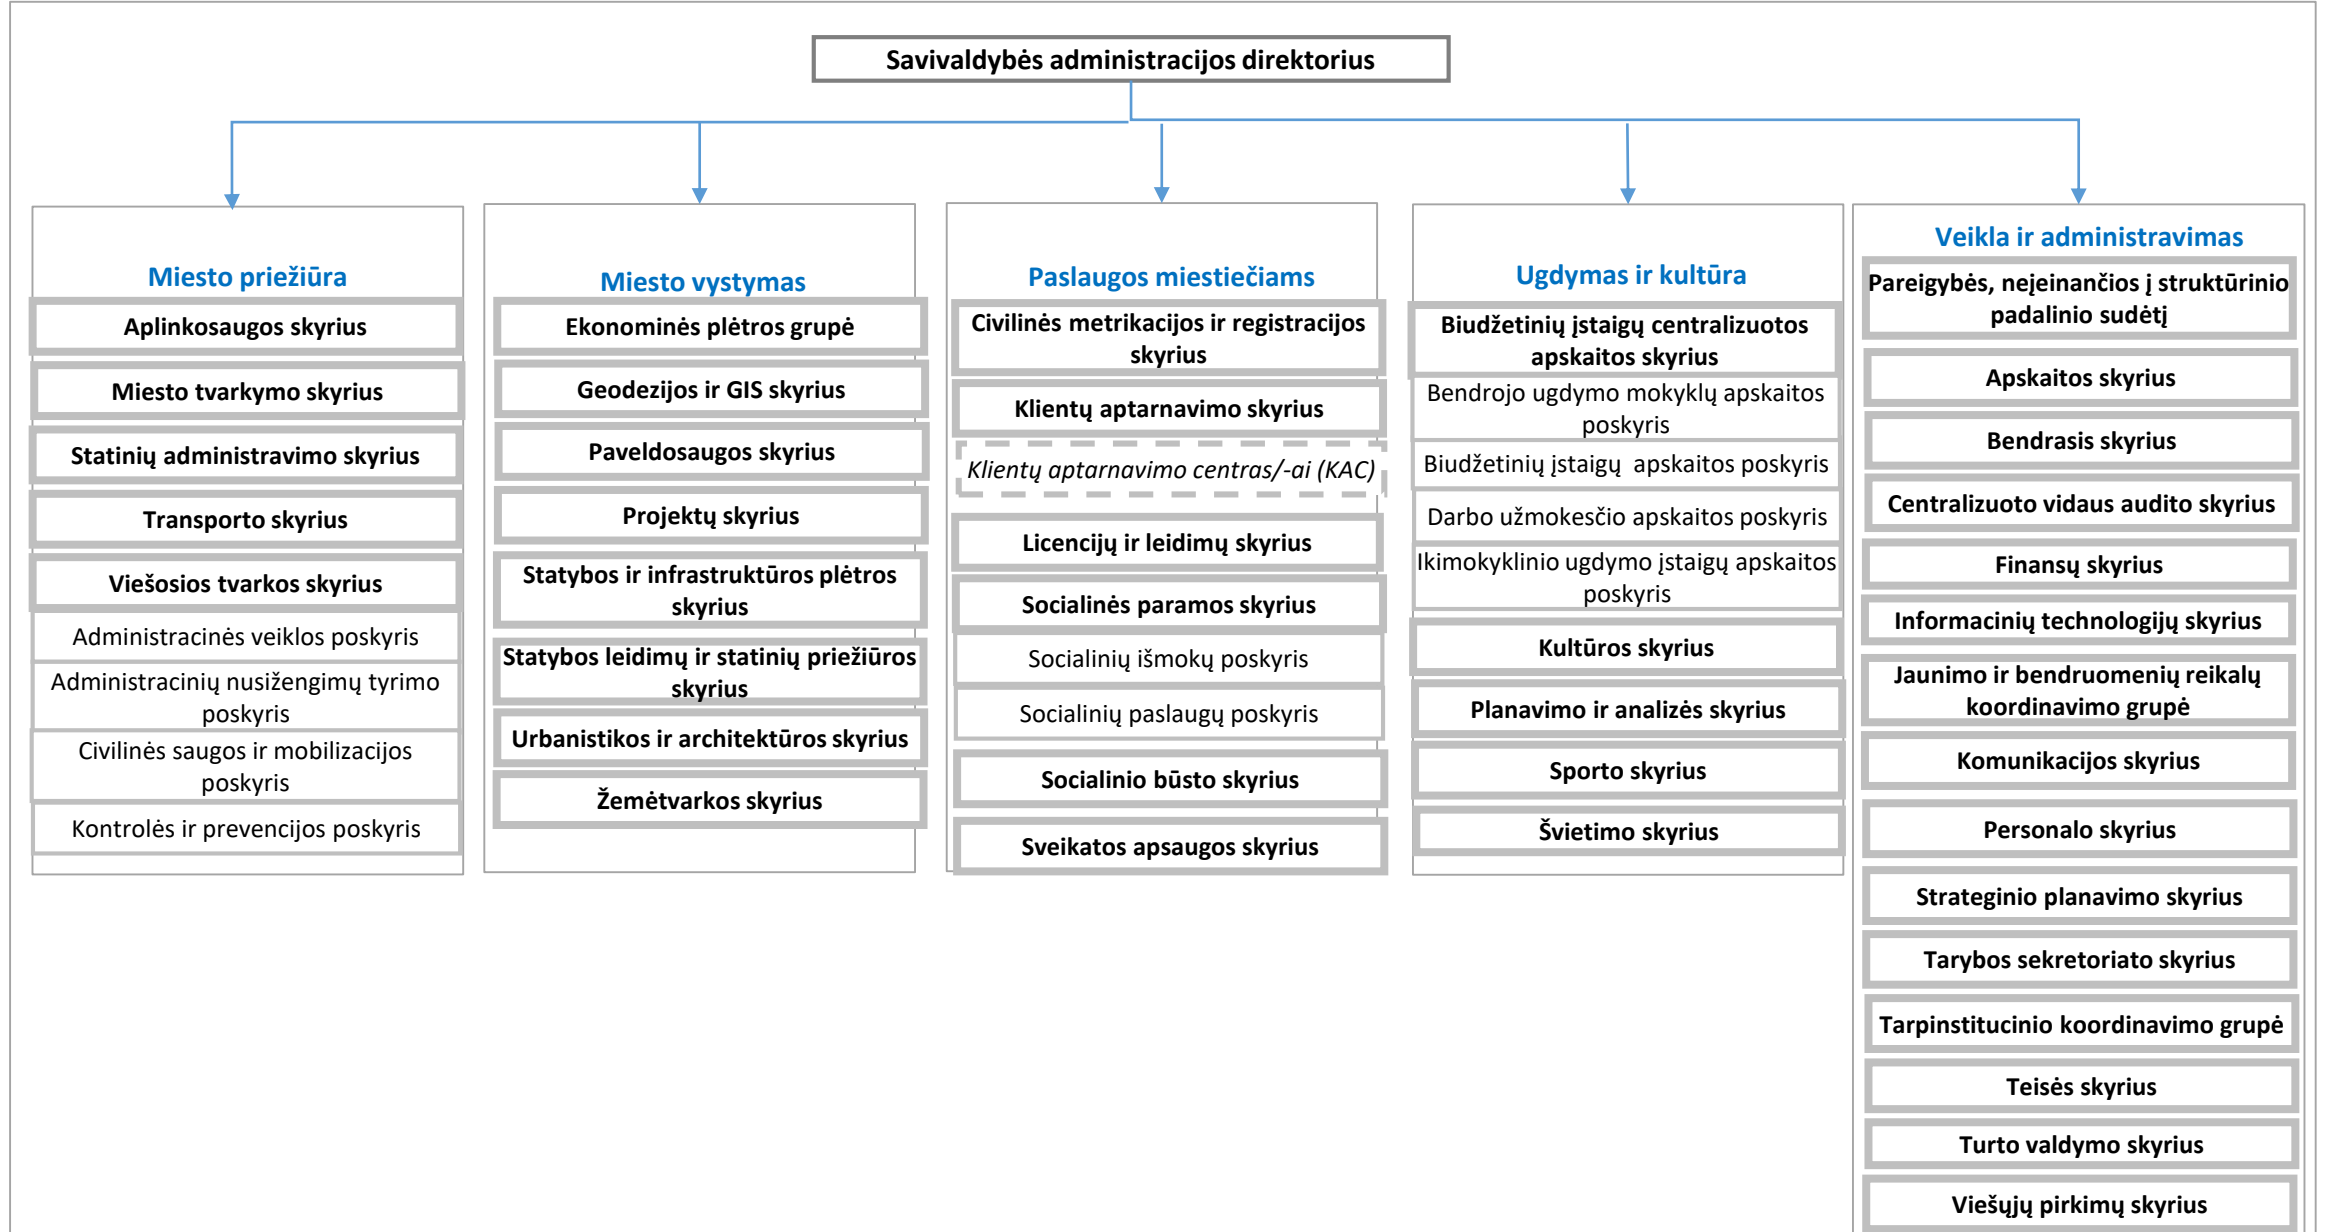 Savivaldybės administracijos direktorius
Miesto priežiūra
Aplinkosaugos skyrius
Miesto tvarkymo skyrius
Statinių administravimo skyrius
Transporto skyrius
Viešosios tvarkos skyrius
Administracinės veiklos poskyris
Administracinių nusižengimų tyrimo
poskyris
Civilinės saugos ir mobilizacijos
poskyris
Kontrolės ir prevencijos poskyris
Miesto vystymas
Ekonominės plėtros grupė
Geodezijos ir GIS skyrius
Paveldosaugos skyrius
Projektų skyrius
Statybos ir infrastruktūros plėtros
skyrius
Statybos leidimų ir statinių priežiūros
skyrius
Urbanistikos ir architektūros skyrius
Žemėtvarkos skyrius
Paslaugos miestiečiams
Civilinės metrikacijos ir registracijos
skyrius
Klientų aptarnavimo skyrius
Klientų aptarnavimo centras/-ai (KAC)
Licencijų ir leidimų skyrius
Socialinės paramos skyrius
Socialinių išmokų poskyris
Socialinių paslaugų poskyris
Socialinio būsto skyrius
Sveikatos apsaugos skyrius
Ugdymas ir kultūra
Biudžetinių įstaigų centralizuotos
apskaitos skyrius
Bendrojo ugdymo mokyklų apskaitos
poskyris
Biudžetinių įstaigų apskaitos poskyris
Darbo užmokesčio apskaitos poskyris
Ikimokyklinio ugdymo įstaigų apskaitos
poskyris
Kultūros skyrius
Planavimo ir analizės skyrius
Sporto skyrius
Švietimo skyrius
Veikla ir administravimas
Pareigybės, neįeinančios į struktūrinio
padalinio sudėtį
Apskaitos skyrius
Bendrasis skyrius
Centralizuoto vidaus audito skyrius
Finansų skyrius
Informacinių technologijų skyrius
Jaunimo ir bendruomenių reikalų
koordinavimo grupė
Komunikacijos skyrius
Personalo skyrius
Strateginio planavimo skyrius
Tarybos sekretoriato skyrius
Tarpinstitucinio koordinavimo grupė
Teisės skyrius
Turto valdymo skyrius
Viešųjų pirkimų skyrius